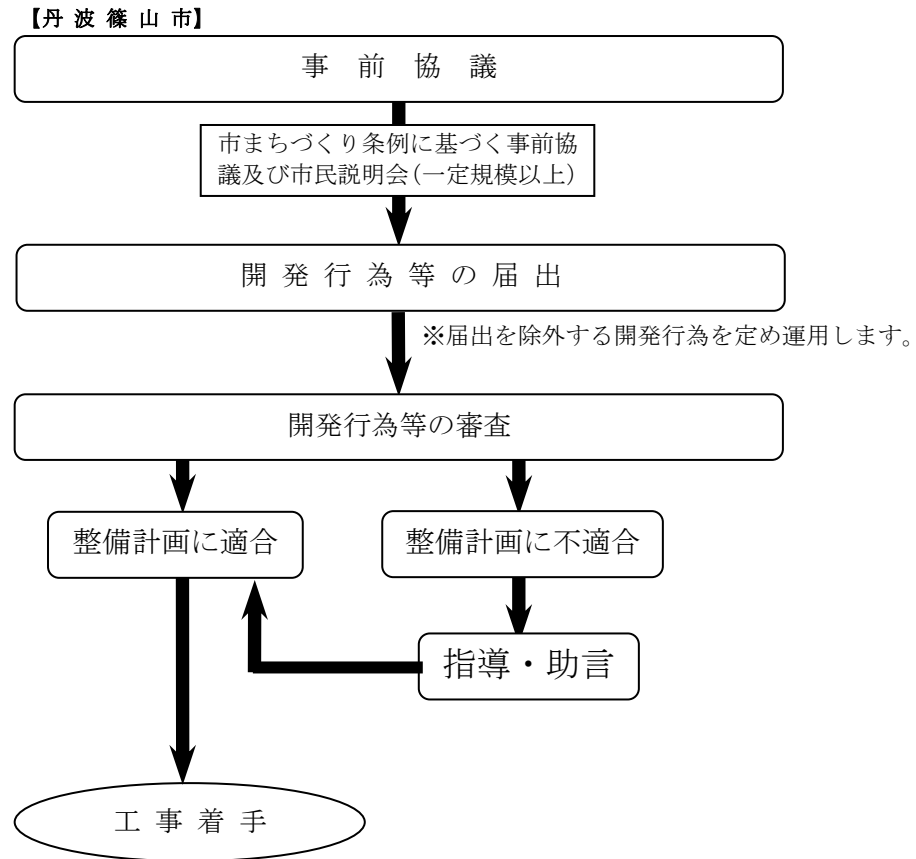 【丹 波 篠 山 市】
事 前 協 議
市まちづくり条例に基づく事前協
議及び市民説明会(一定規模以上)
開 発 行 為 等 の 届 出
※届出を除外する開発行為を定め運用します。
開発行為等の審査
整備計画に適合
整備計画に不適合
指導・助言
工 事 着 手